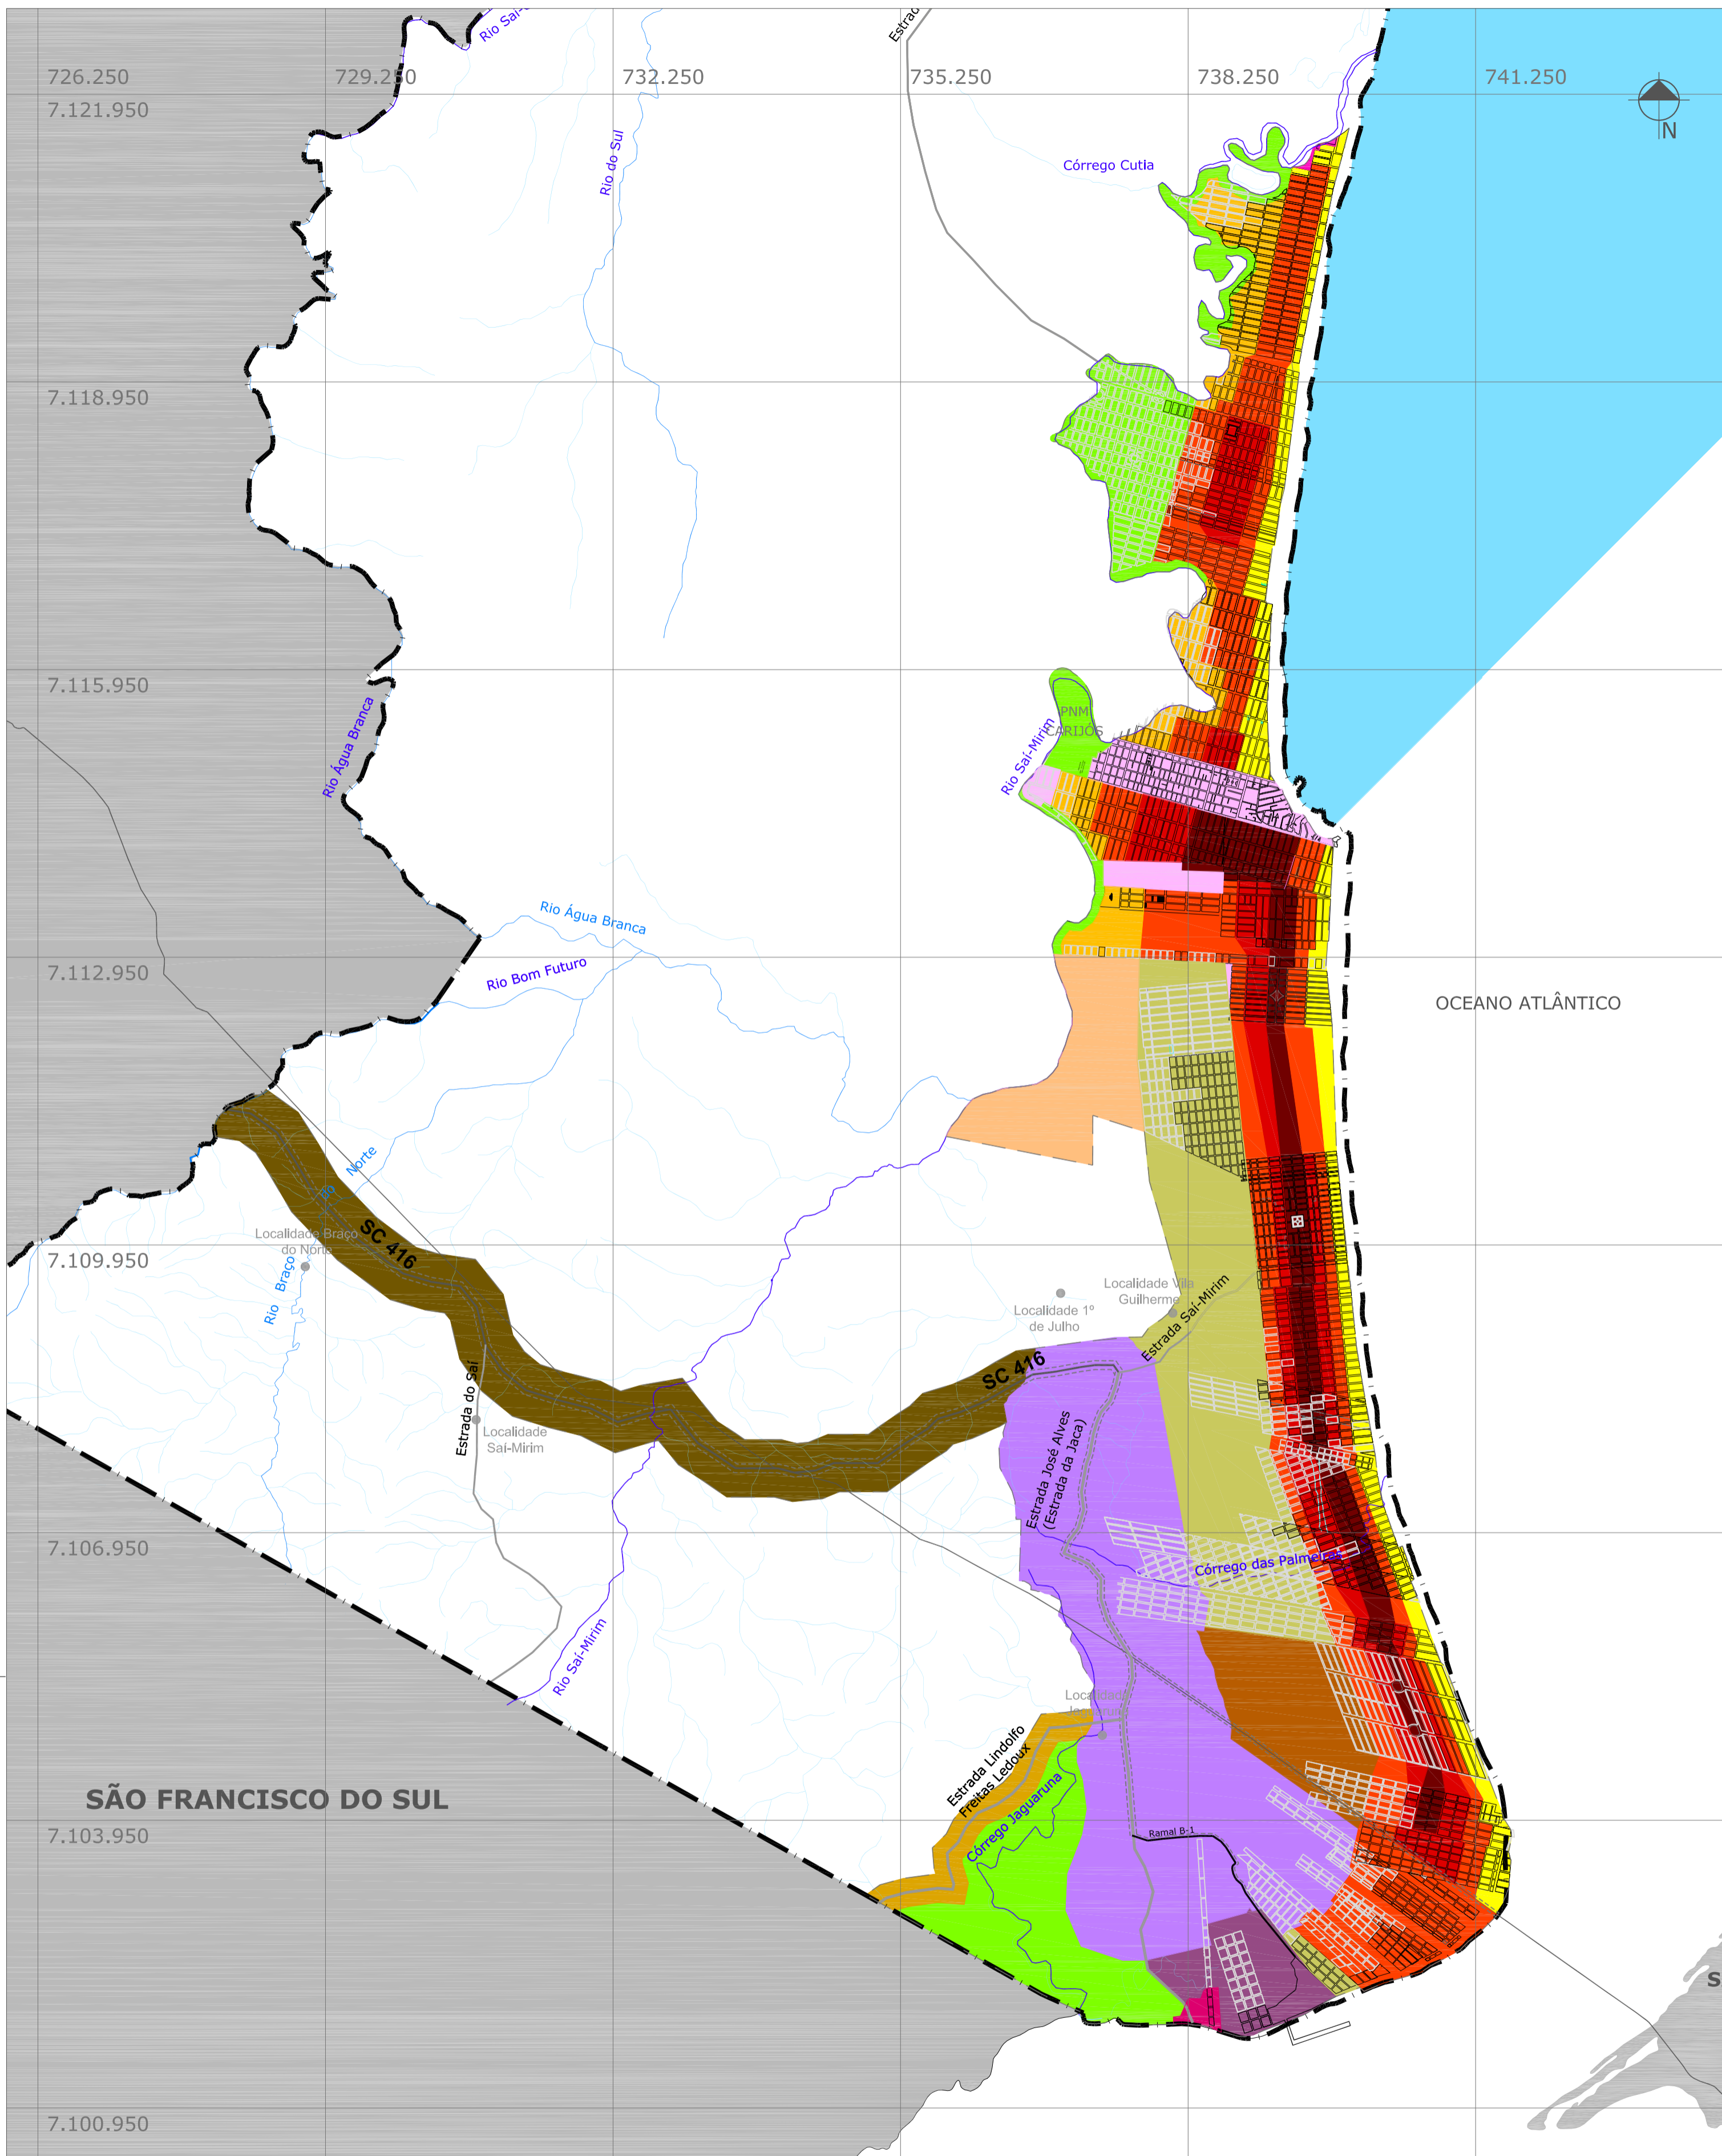 Rio Saí-
Estrad
726.250
729.250
732.250
735.250
738.250
741.250
7.121.950
N
Rio do Sul
Córrego Cutia
7.118.950
7.115.950
Rio Água Branca
PNM
CARIJÓS
Rio Saí-Mirim
Rio Água Branca
Rio Bom Futuro
7.112.950
OCEANO ATLÂNTICO
Norte
Localidade Braço
do Norte
SC 416
7.109.950
Rio Braço
Localidade Vila
Guilherme
Localidade 1º
de Julho
Estrada Saí-Mirim
SC 416
Estrada do Saí
Localidade
Saí-Mirim
Estrada José Alves
(Estrada da Jaca)
7.106.950
Córrego das Palmeiras
Rio Saí-Mirim
Localidade
Estrada Lindolfo
Freitas Ledoux
Córrego Jaguaruna
SÃO FRANCISCO DO SUL
7.103.950
Ramal B-1
S
7.100.950